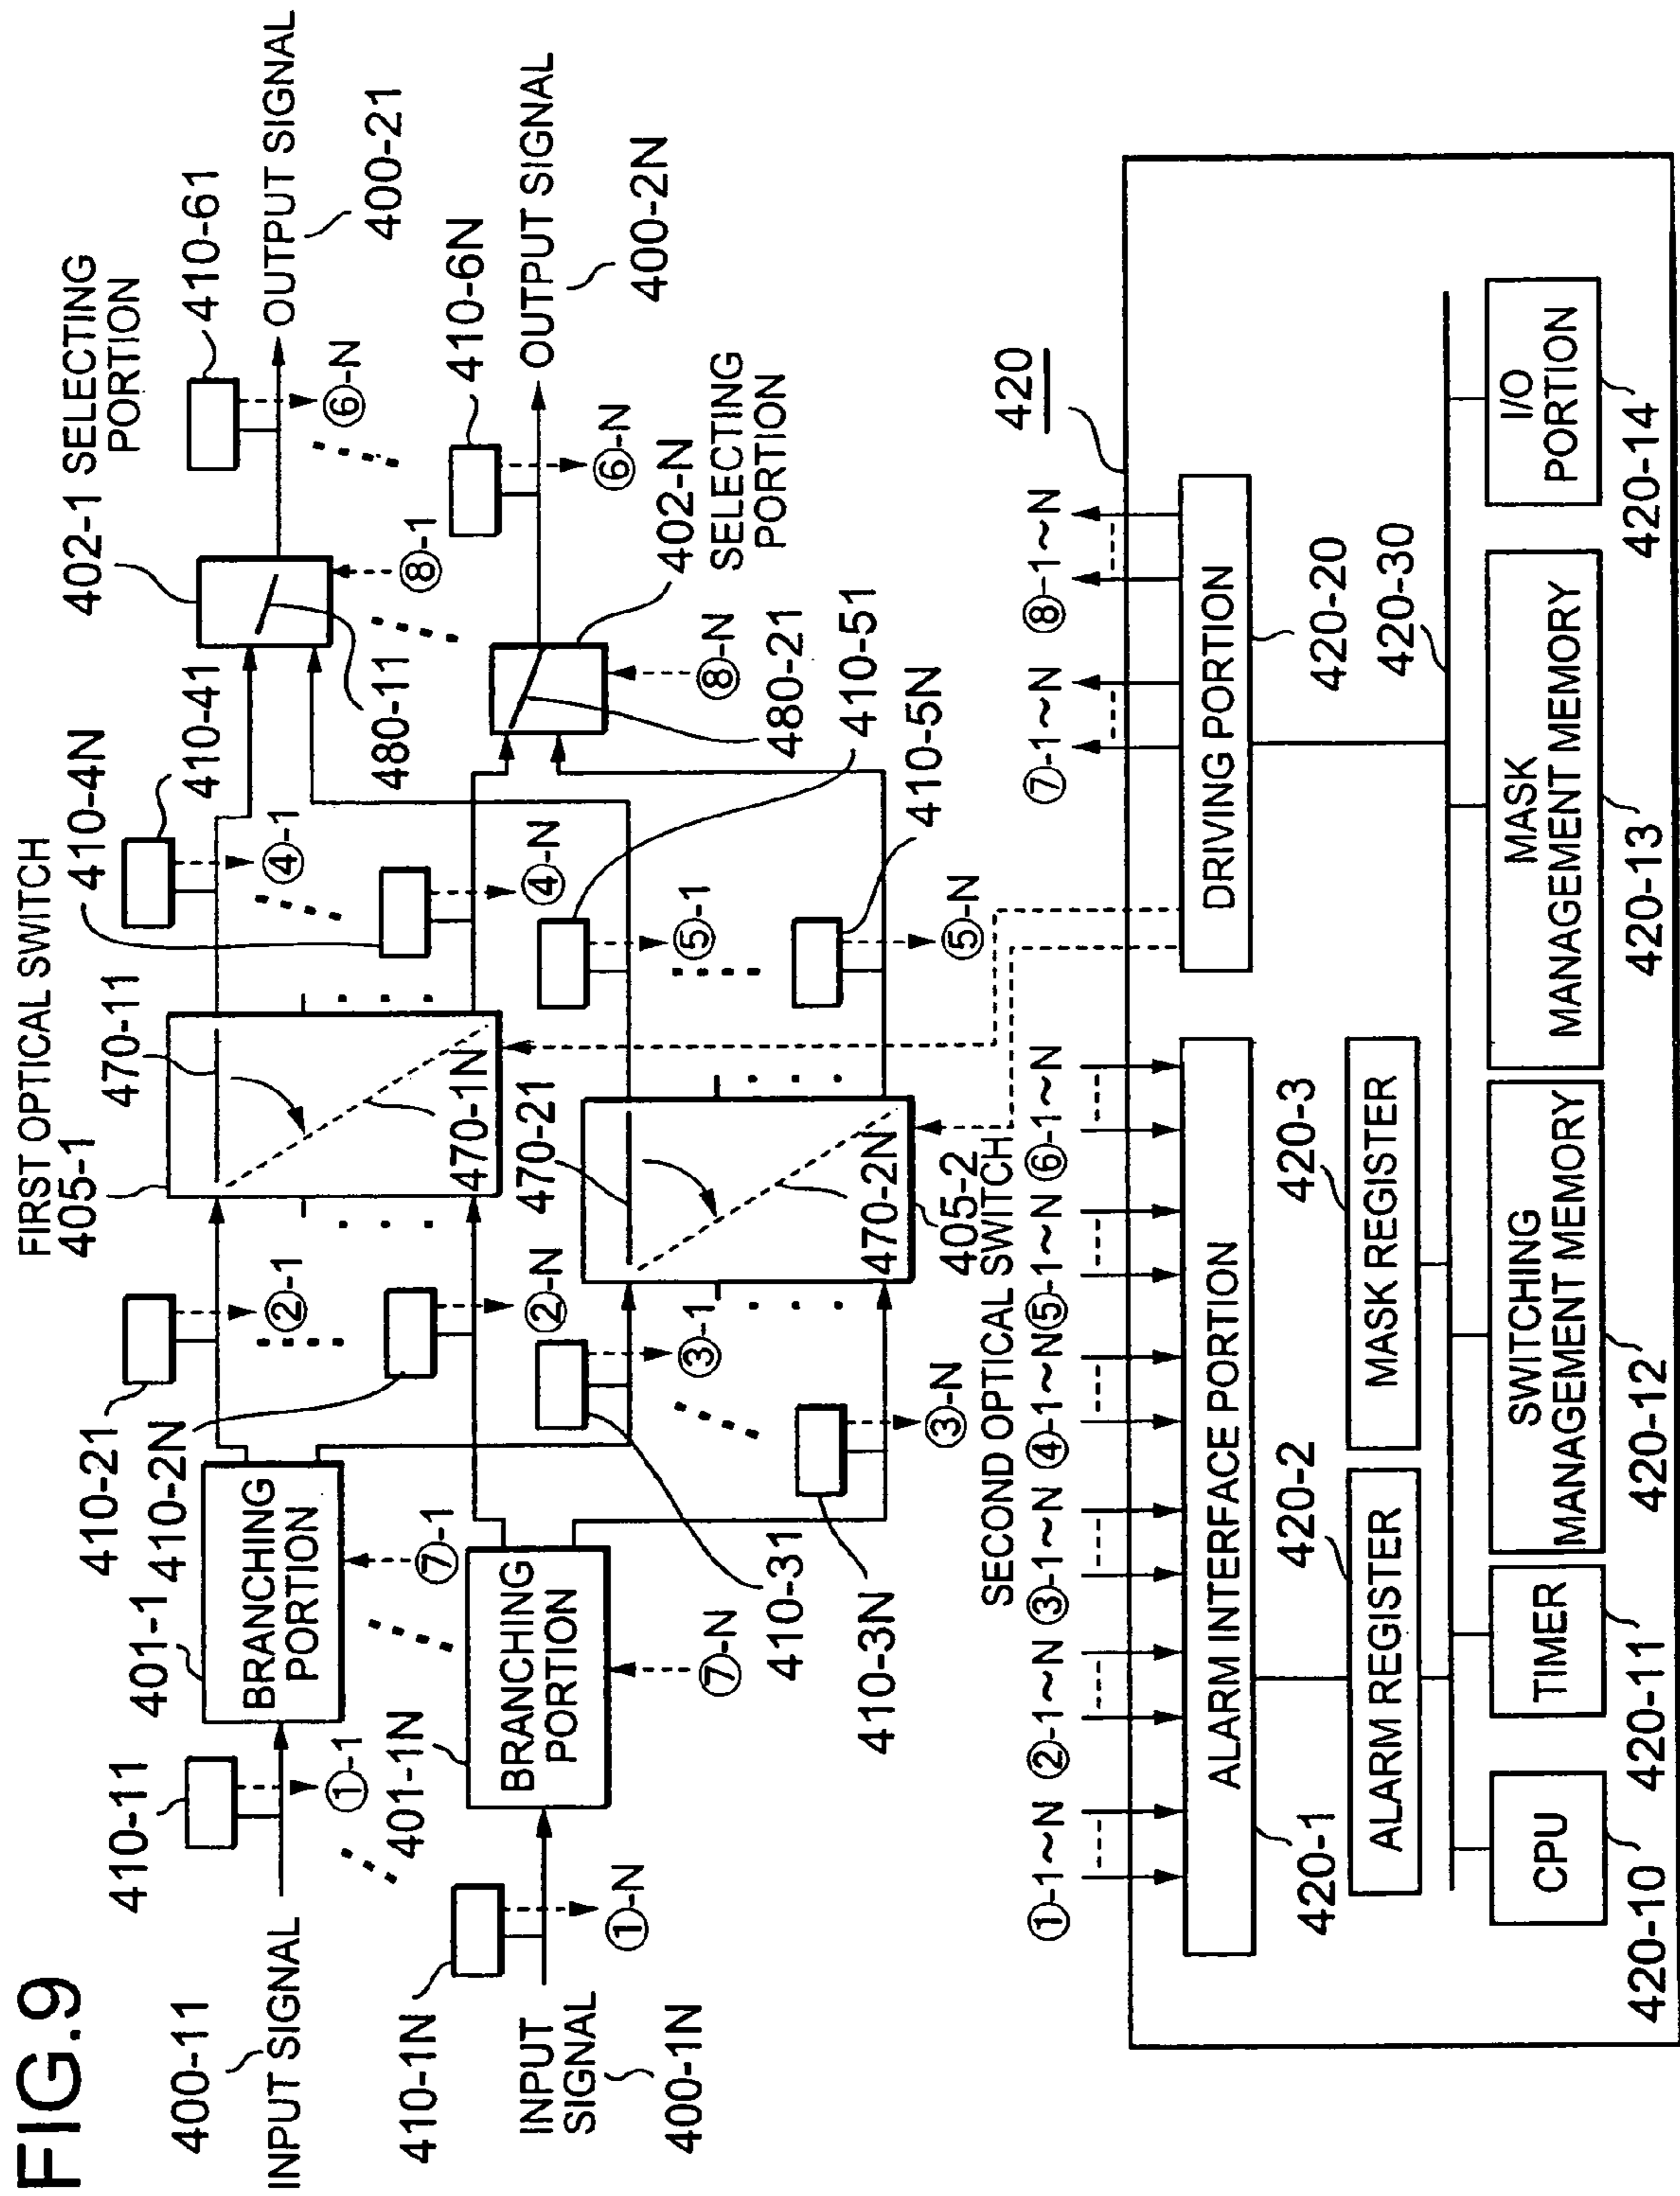 FIG.9
FIRST OPTICAL SWITCH
405-1
402-1 SELECTING
PORTION
410-61
OUTPUT SIGNAL
400-21
400-11
INPUT SIGNAL
410-11
①-1
401-1
BRANCHING
PORTION
⑦-1
410-21
410-2N
②-1
②-N
470-11
470-1N
410-4N
410-41
④-1
④-N
480-11
⑧-1
⑥-N
410-6N
OUTPUT SIGNAL
400-2N
⑥-N
402-N
SELECTING
PORTION
⑧-N
480-21
410-1N
INPUT
SIGNAL
400-1N
①-N
401-1N
BRANCHING
PORTION
⑦-N
410-31
410-3N
③-1
③-N
470-21
470-2N
405-2
SECOND OPTICAL SWITCH
410-51
410-5N
⑤-1
⑤-N
420
①-1~N ②-1~N ③-1~N ④-1~N ⑤-1~N ⑥-1~N
⑦-1~N ⑧-1~N
ALARM INTERFACE PORTION
420-1
DRIVING PORTION
420-20
ALARM REGISTER
420-2
MASK REGISTER
420-3
420-30
CPU
420-10
TIMER
420-11
SWITCHING
MANAGEMENT MEMORY
420-12
MASK
MANAGEMENT MEMORY
420-13
I/O
PORTION
420-14